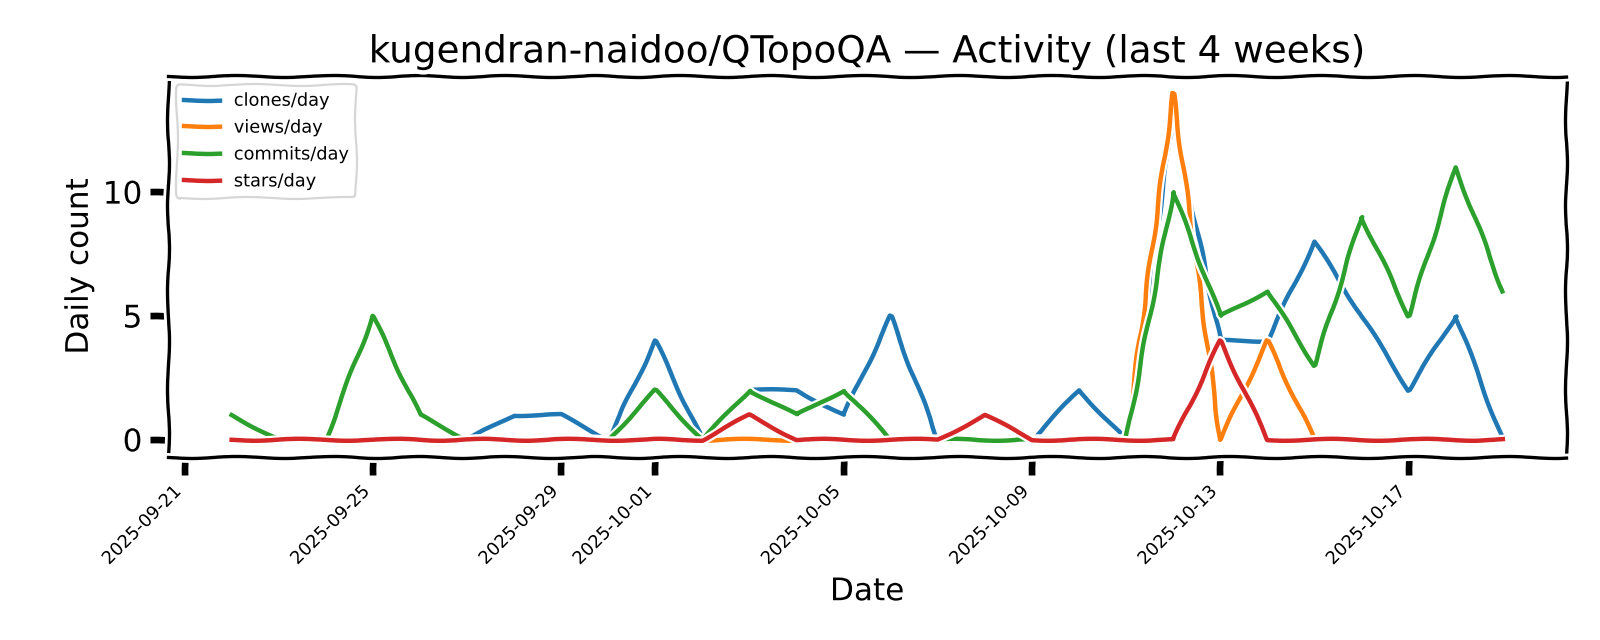 kugendran-naidoo/QTopoQA — Activity (last 4 weeks)
clones/day
views/day
commits/day
stars/day
Daily count
10
5
0
2025-09-21
2025-09-25
2025-09-29
2025-10-01
2025-10-05
2025-10-09
2025-10-13
2025-10-17
Date